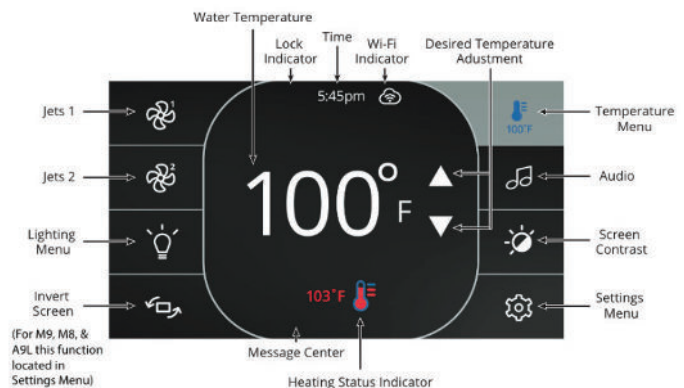 Water Temperature
Lock
Indicator
Time
Wi-Fi
Indicator
Desired Temperature
Adustment
5:45pm
Jets 1
1
100°F
Temperature
Menu
Jets 2
2
100°
F
Audio
Lighting
Menu
Screen
Contrast
Invert
Screen
103°F
Settings
Menu
(For M9, M8, &
A9L this function
located in
Settings Menu)
Message Center
Heating Status Indicator